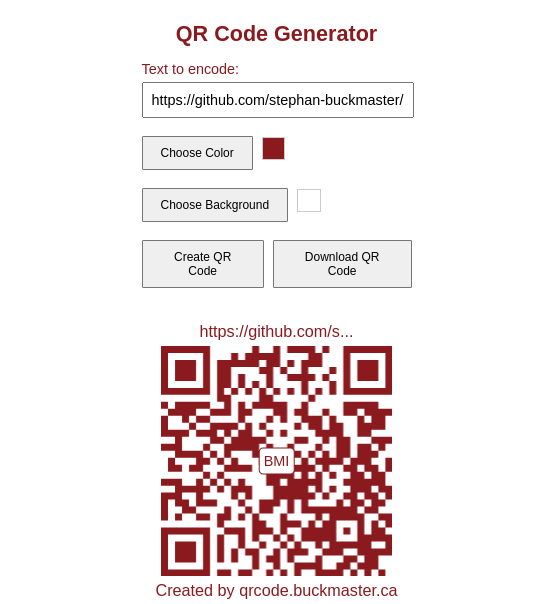 QR Code Generator
Text to encode:
https://github.com/stephan-buckmaster/
Choose Color
Choose Background
Create QR
Code
Download QR
Code
https://github.com/s...
BMI
Created by qrcode.buckmaster.ca